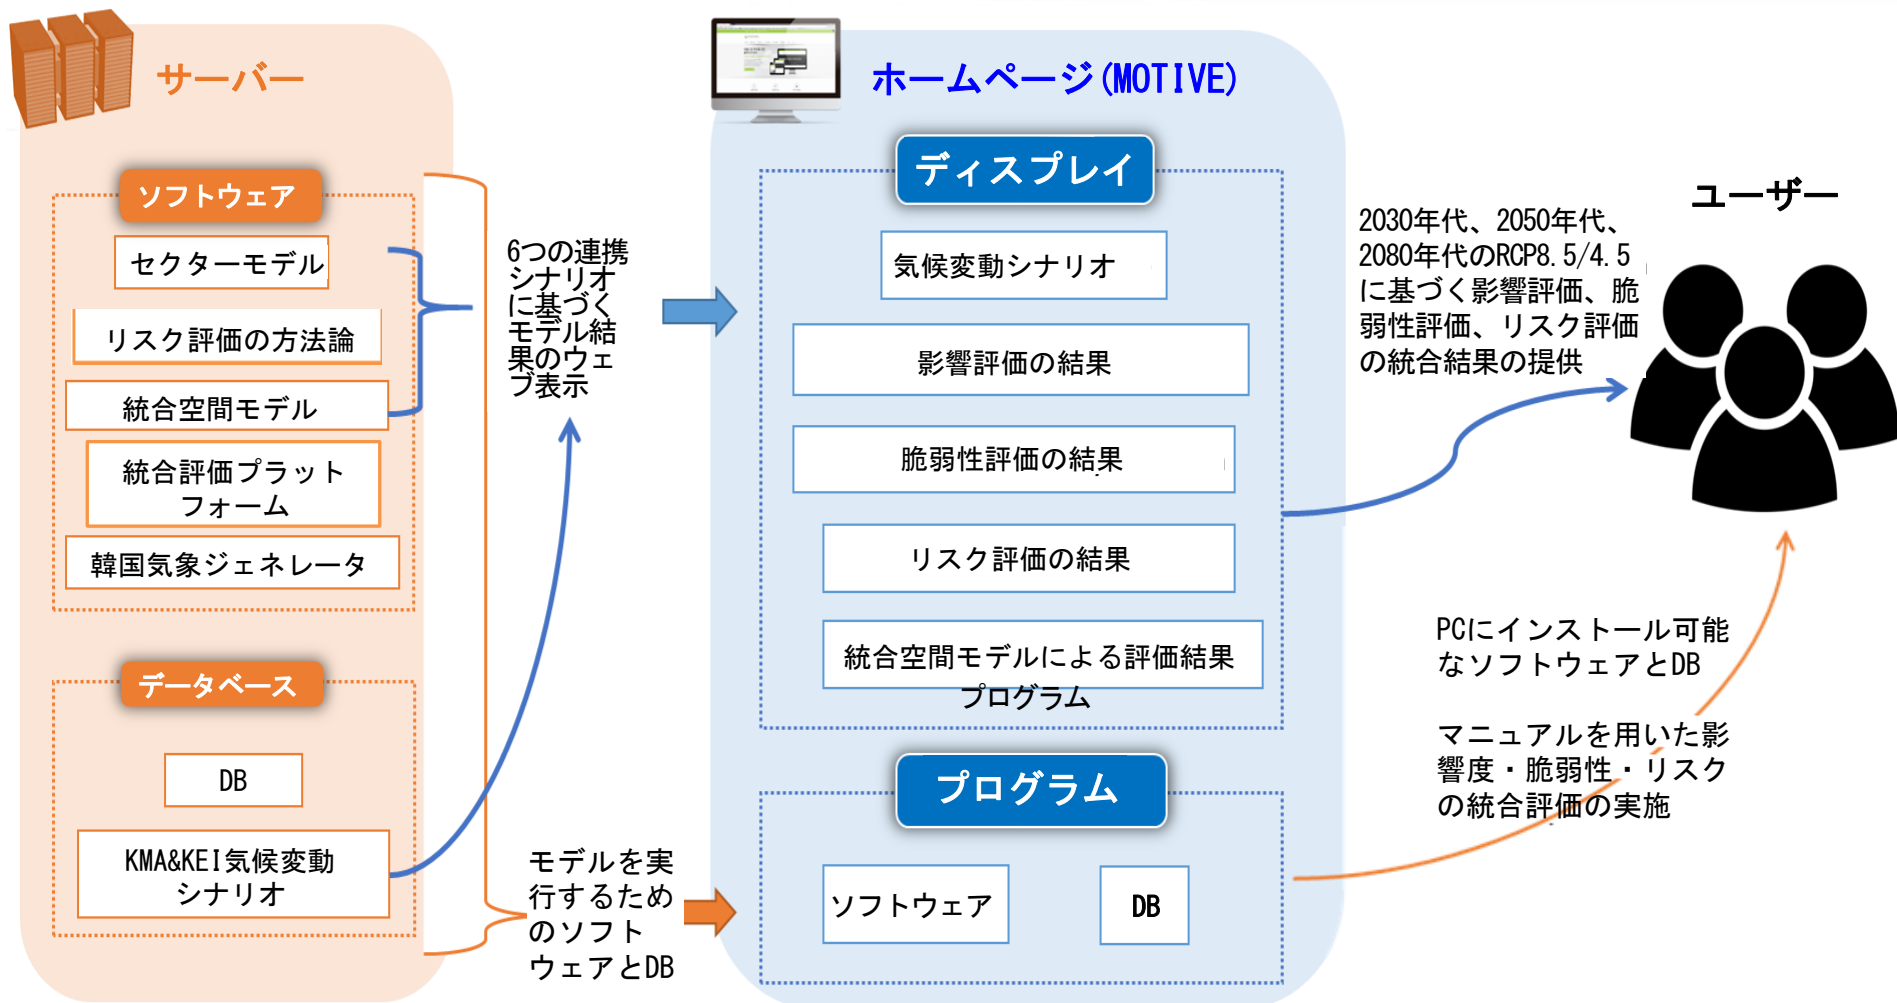 サーバー
ソフトウェア
セクターモデル
リスク評価の方法論
統合空間モデル
統合評価プラット
フォーム
韓国気象ジェネレータ
データベース
DB
KMA&KEI気候変動
シナリオ
6つの連携
シナリオ
に基づく
モデル結
果のウェ
ブ表示
モデルを実
行するため
のソフト
ウェアとDB
ホームページ(MOTIVE)
ディスプレイ
気候変動シナリオ
影響評価の結果
脆弱性評価の結果
リスク評価の結果
統合空間モデルによる評価結果
プログラム
プログラム
ソフトウェア
DB
ユーザー
2030年代、2050年代、
2080年代のRCP8.5/4.5
に基づく影響評価、脆
弱性評価、リスク評価
の統合結果の提供
PCにインストール可能
なソフトウェアとDB
マニュアルを用いた影
響度・脆弱性・リスク
の統合評価の実施